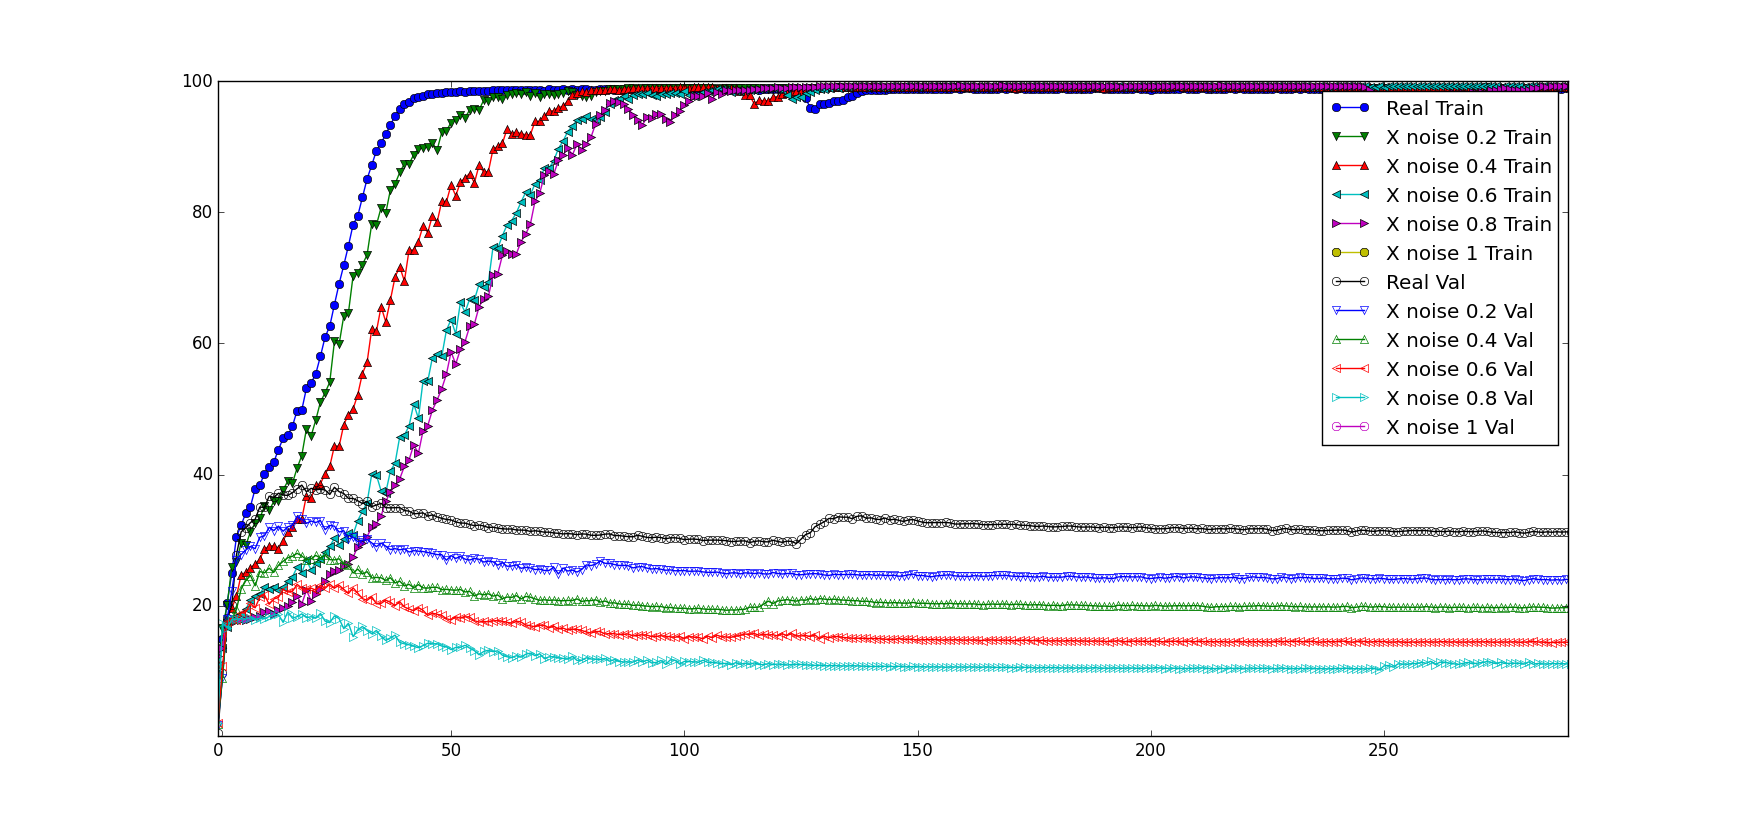 100
80
60
40
20
0
50
100
150
200
250
Real Train
X noise 0.2 Train
X noise 0.4 Train
X noise 0.6 Train
X noise 0.8 Train
X noise 1 Train
Real Val
X noise 0.2 Val
X noise 0.4 Val
X noise 0.6 Val
X noise 0.8 Val
X noise 1 Val